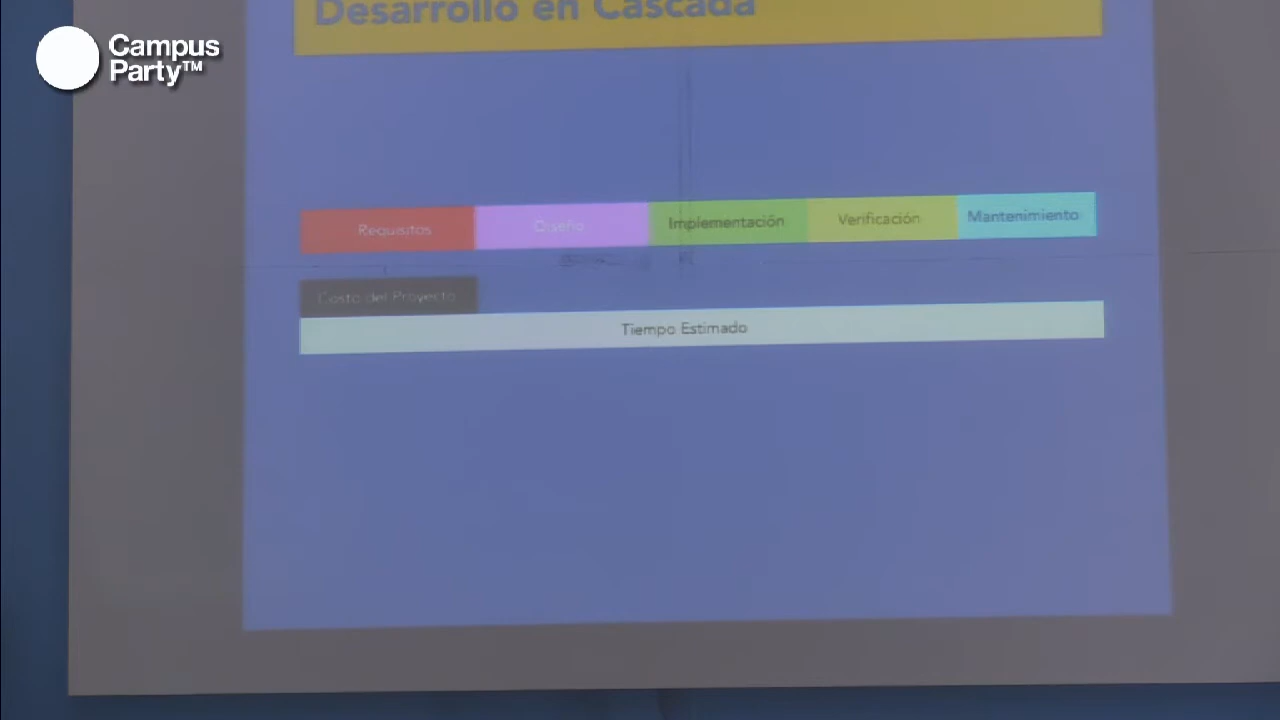 Campus
Party™
Desarrollo en Cascada
Requisitos
Diseño
Implementación
Verificación
Mantenimiento
Costo del Proyecto
Tiempo Estimado